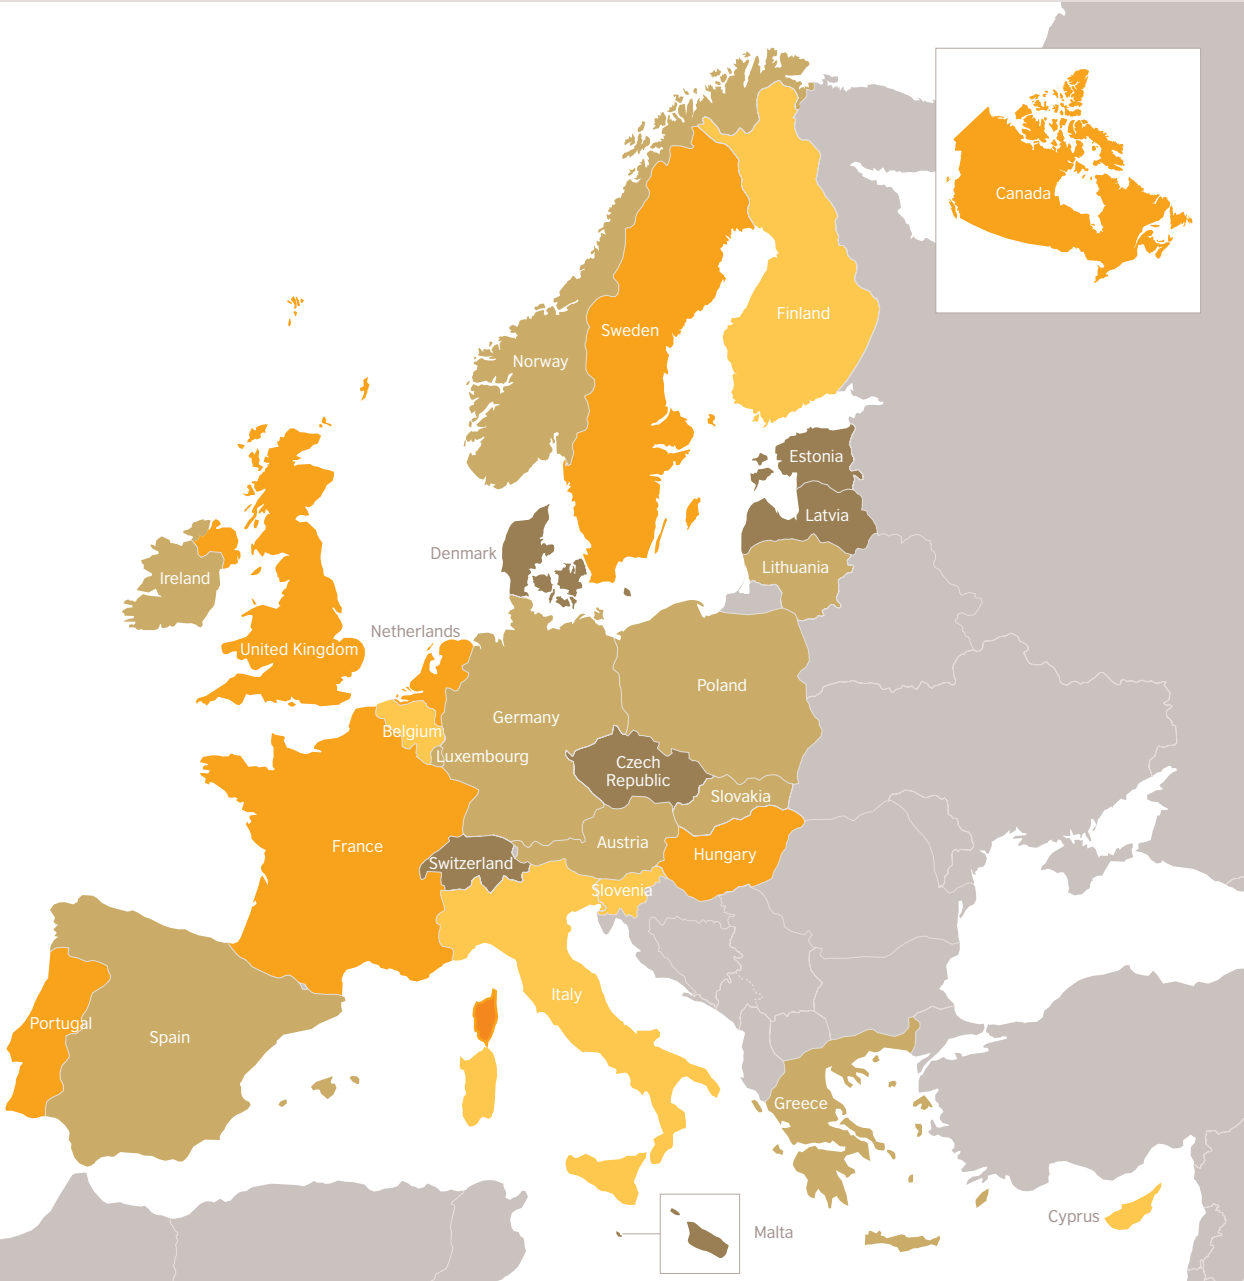 Canada
Finland
Sweden
Norway
Estonia
Latvia
Denmark
Lithuania
Ireland
Netherlands
United Kingdom
Poland
Germany
Belgium
Luxembourg
Czech
Republic
Slovakia
France
Austria
Hungary
Switzerland
Slovenia
Italy
Portugal
Spain
Greece
Cyprus
Malta